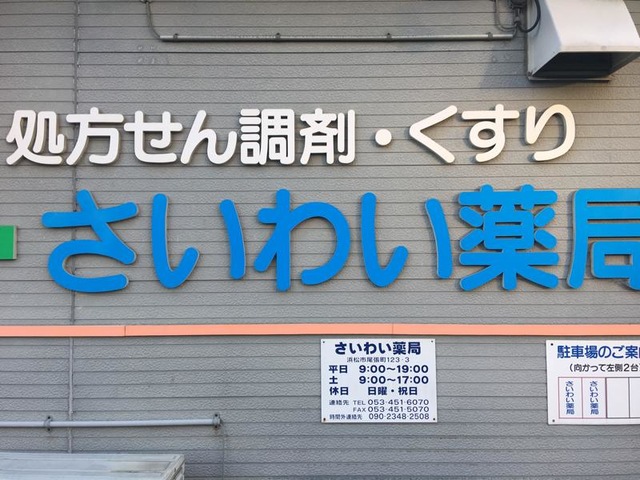 処方せん調剤・くすり
さいわい薬局
さいわい薬局
浜松市尾張町123-3
平日 9:00〜19:00
土 9:00〜17:00
休日 日曜・祝日
連絡先 TEL 053-451-6070
FAX 053-451-5070
時間外連絡先 090-2348-2508
駐車場のご案
(向かって左側2台
さいわい薬局
さいわい薬局